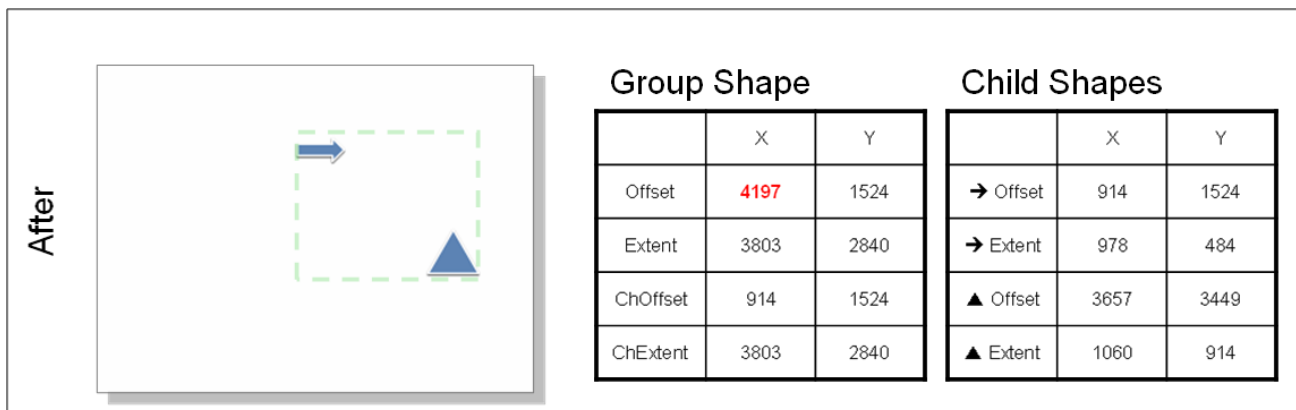 After
Group Shape
X Y
Offset 4197 1524
Extent 3803 2840
ChOffset 914 1524
ChExtent 3803 2840
Child Shapes
X Y
➔ Offset 914 1524
➔ Extent 978 484
▲ Offset 3657 3449
▲ Extent 1060 914